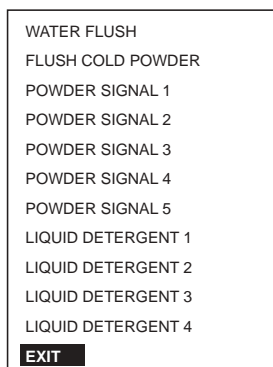 WATER FLUSH
FLUSH COLD POWDER
POWDER SIGNAL 1
POWDER SIGNAL 2
POWDER SIGNAL 3
POWDER SIGNAL 4
POWDER SIGNAL 5
LIQUID DETERGENT 1
LIQUID DETERGENT 2
LIQUID DETERGENT 3
LIQUID DETERGENT 4
EXIT